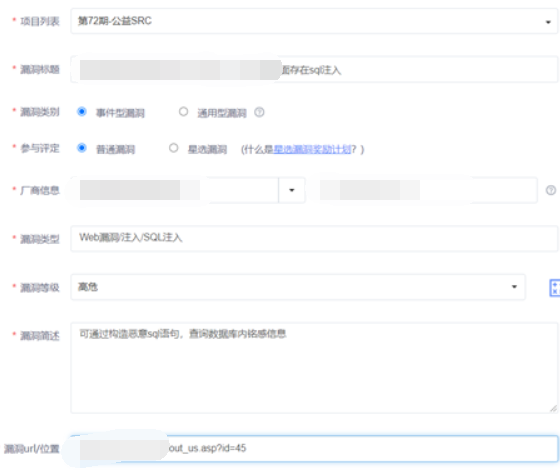 * 项目列表 第72期-公益SRC
* 漏洞标题 面存在sql注入
* 漏洞类别 事件型漏洞 通用型漏洞 ?
* 参与评定 普通漏洞 星选漏洞 (什么是星选漏洞奖励计划? )
* 厂商信息 ?
* 漏洞类型 Web漏洞/注入/SQL注入
* 漏洞等级 高危
* 漏洞简述 可通过构造恶意sql语句，查询数据库内铭感信息
漏洞url/位置 out_us.asp?id=45